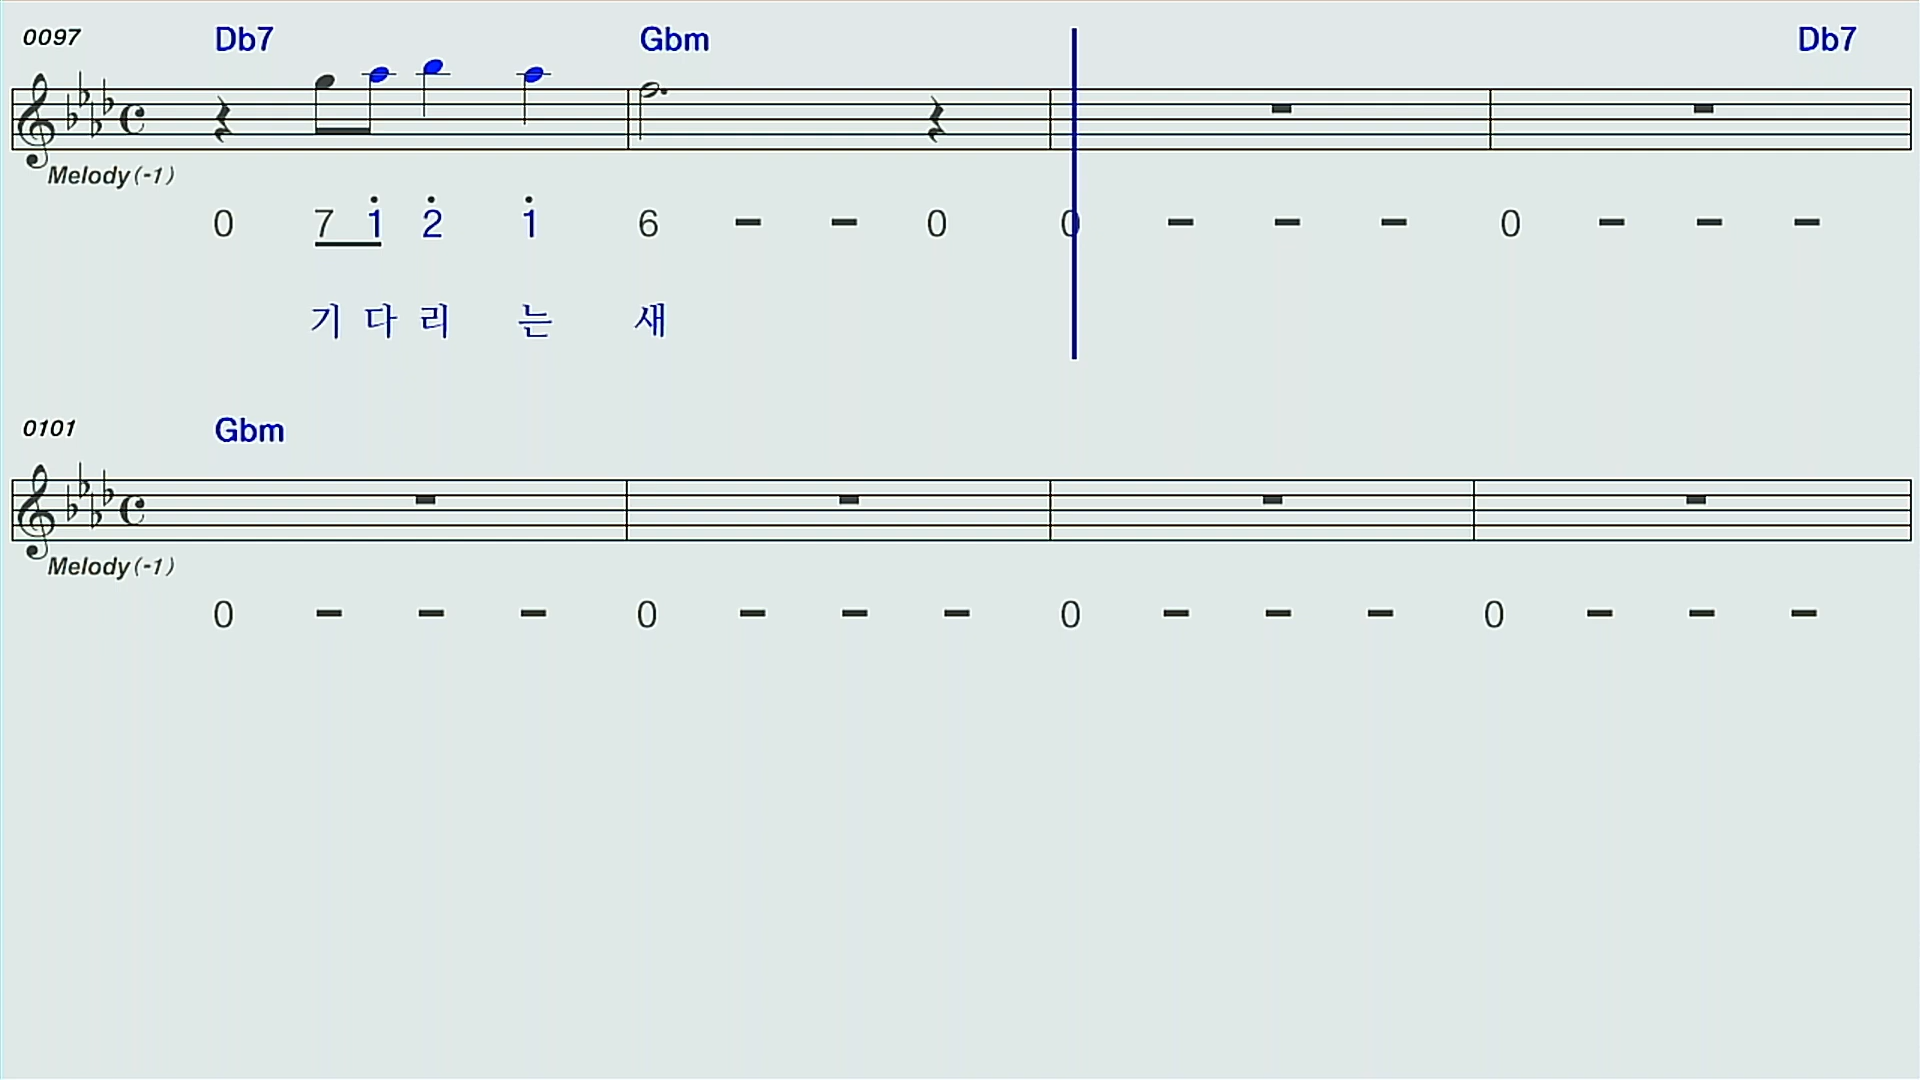 0097 Db7 Gbm Db7
Melody(-1)
0 7 1 2 1 6 - - 0 0 - - - 0 - - -
기 다 리 는 새
0101 Gbm
Melody(-1)
0 - - - 0 - - - 0 - - - 0 - - -